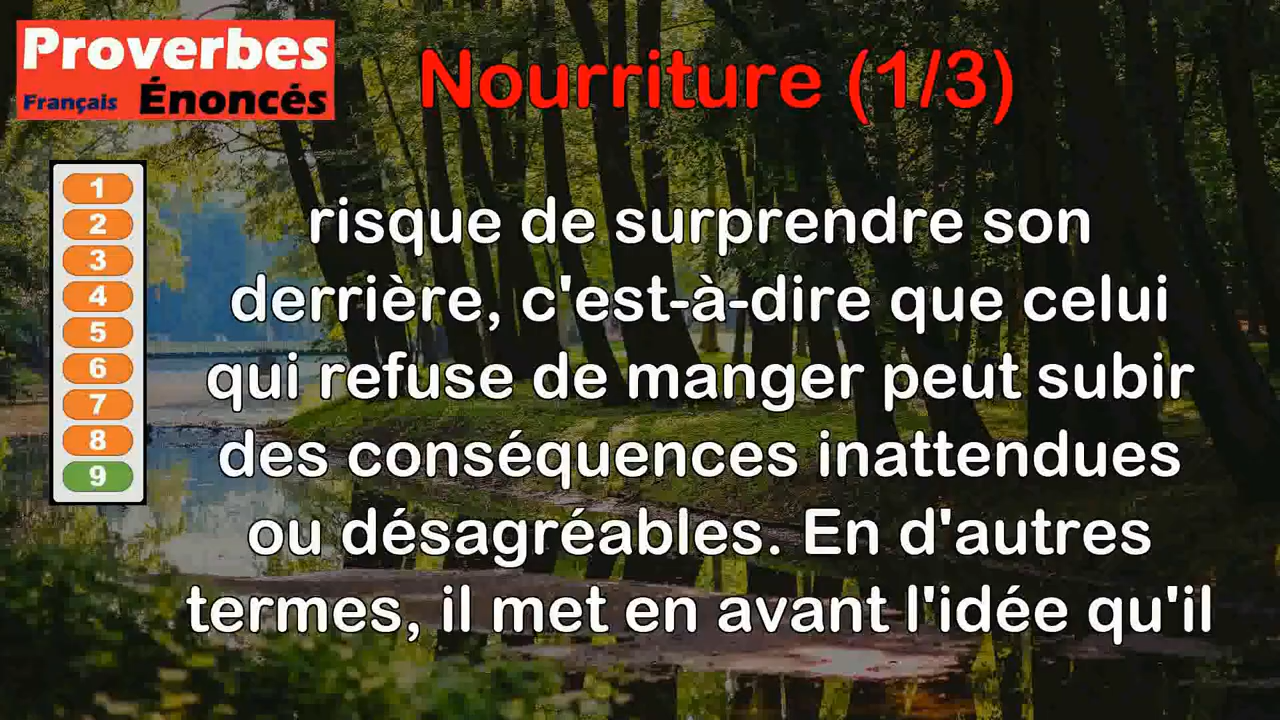 Proverbes
Français Énoncés
Nourriture (1/3)
1
2
3
4
5
6
7
8
9
risque de surprendre son
derrière, c'est-à-dire que celui
qui refuse de manger peut subir
des conséquences inattendues
ou désagréables. En d'autres
termes, il met en avant l'idée qu'il